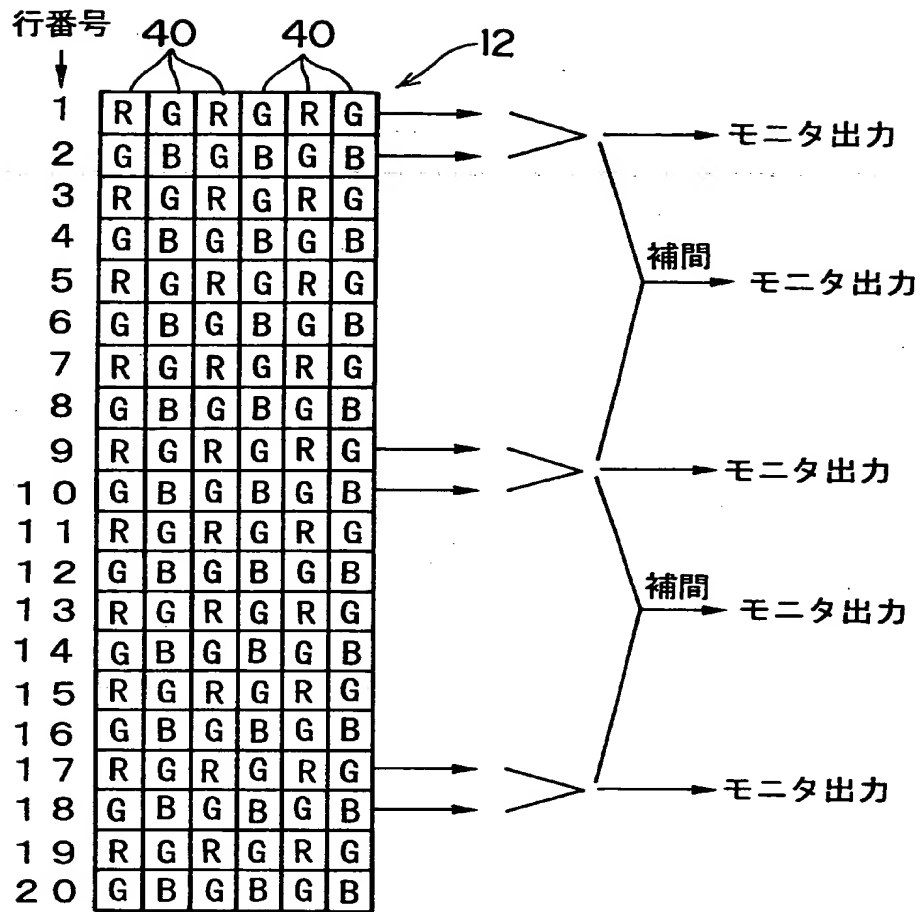 行番号 40 40 12
1 R G R G R G モニタ出力
2 G B G B G B
3 R G R G R G
4 G B G B G B 補間
5 R G R G R G モニタ出力
6 G B G B G B
7 R G R G R G
8 G B G B G B
9 R G R G R G モニタ出力
10 G B G B G B
11 R G R G R G
12 G B G B G B 補間
13 R G R G R G モニタ出力
14 G B G B G B
15 R G R G R G
16 G B G B G B
17 R G R G R G モニタ出力
18 G B G B G B
19 R G R G R G
20 G B G B G B